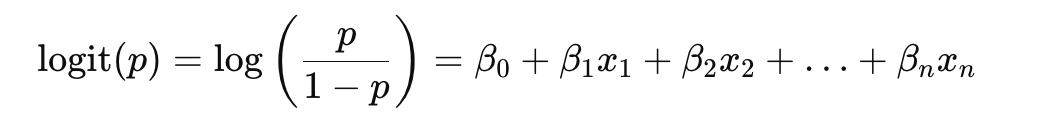 logit(p) = log(p/(1 − p)) = β₀ + β₁x₁ + β₂x₂ + . . . + βₙxₙ